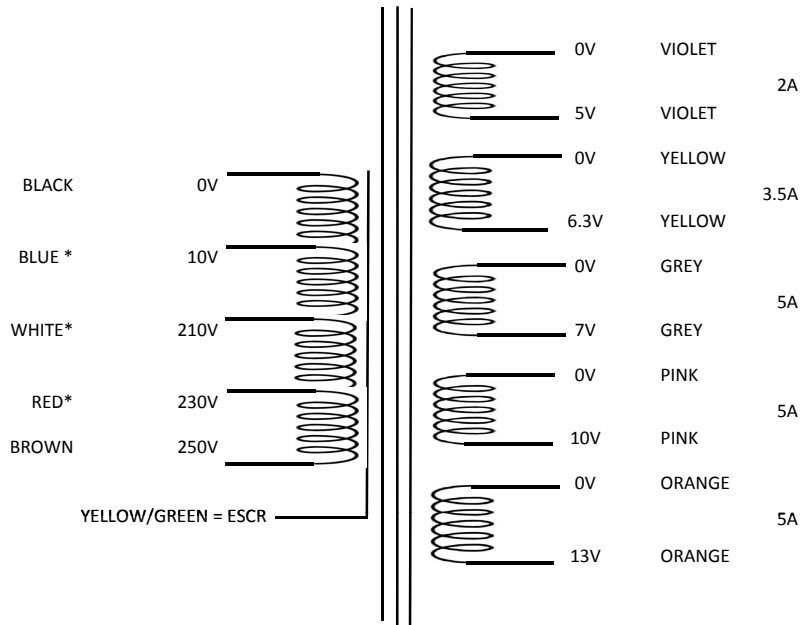 0V VIOLET
2A
5V VIOLET
0V YELLOW
3.5A
6.3V YELLOW
0V GREY
5A
7V GREY
0V PINK
5A
10V PINK
0V ORANGE
5A
13V ORANGE
BLACK 0V
BLUE * 10V
WHITE* 210V
RED* 230V
BROWN 250V
YELLOW/GREEN = ESCR